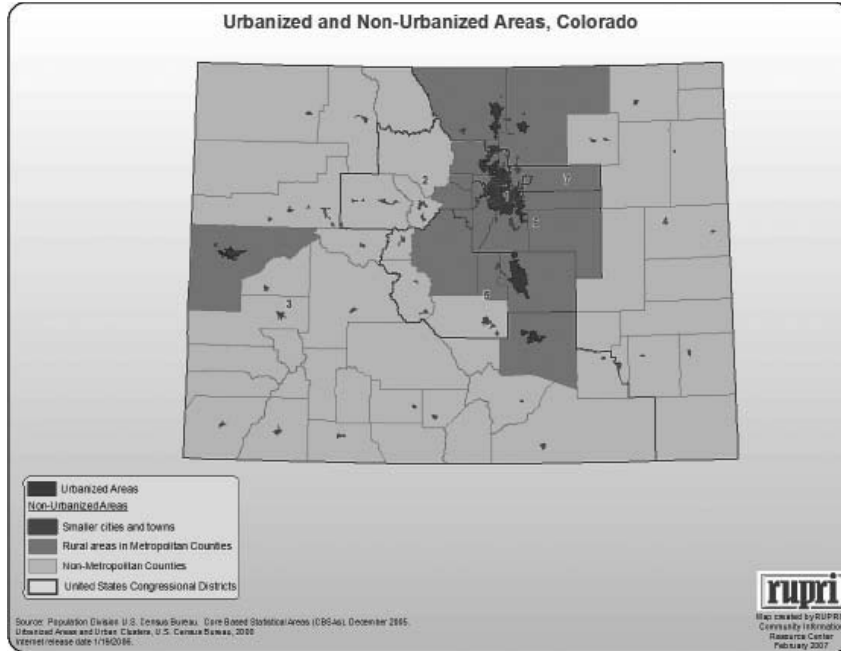 Urbanized and Non-Urbanized Areas, Colorado
2
1
7
5
4
3
6
Urbanized Areas
Non-Urbanized Areas
Smaller cities and towns
Rural areas in Metropolitan Counties
Non-Metropolitan Counties
United States Congressional Districts
Source: Population Division U.S. Census Bureau, Core Based Statistical Areas (CBSAs), December 2005.
Urbanized Areas and Urban Clusters, U.S. Census Bureau, 2000
Internet release date 1/19/2006.
rupri
Map created by RUPRI
Community Information
Resource Center
February 2007